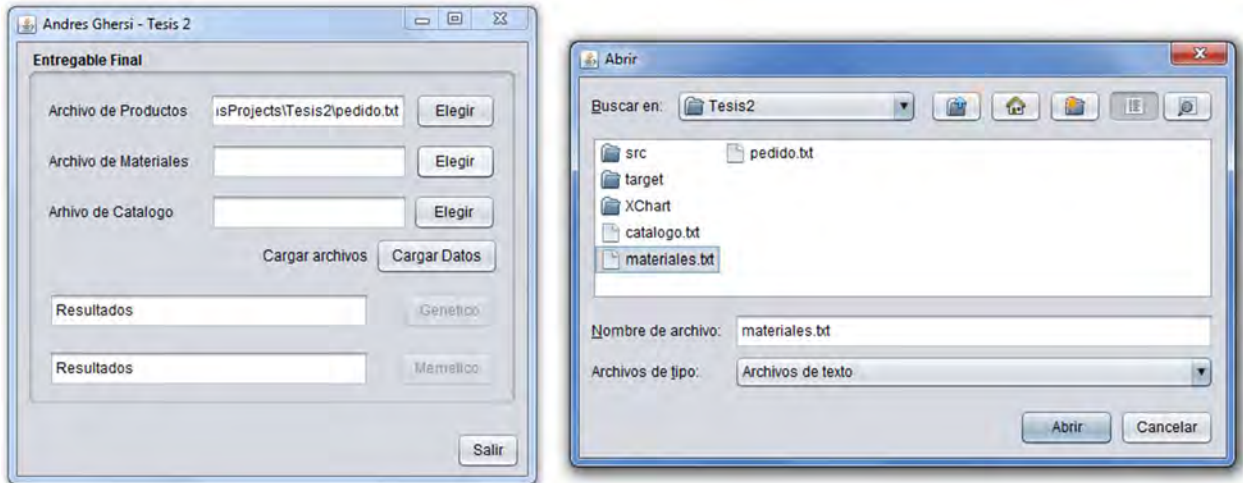 Andres Ghersi - Tesis 2
Entregable Final
Archivo de Productos isProjects\Tesis2\pedido.txt Elegir
Archivo de Materiales Elegir
Arhivo de Catalogo Elegir
Cargar archivos Cargar Datos
Resultados Genetico
Resultados Memetico
Salir
Abrir
Buscar en: Tesis2
src pedido.txt
target
XChart
catalogo.txt
materiales.txt
Nombre de archivo: materiales.txt
Archivos de tipo: Archivos de texto
Abrir Cancelar